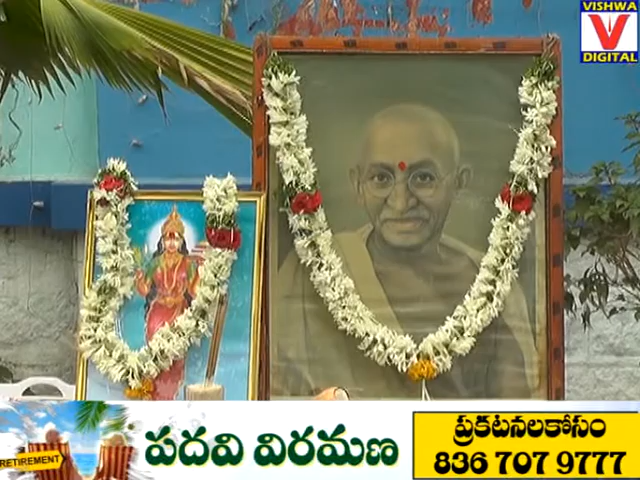 VISHWA
V
DIGITAL
RETIREMENT
పదవి విరమణ
ప్రకటనలకోసం
836 707 9777